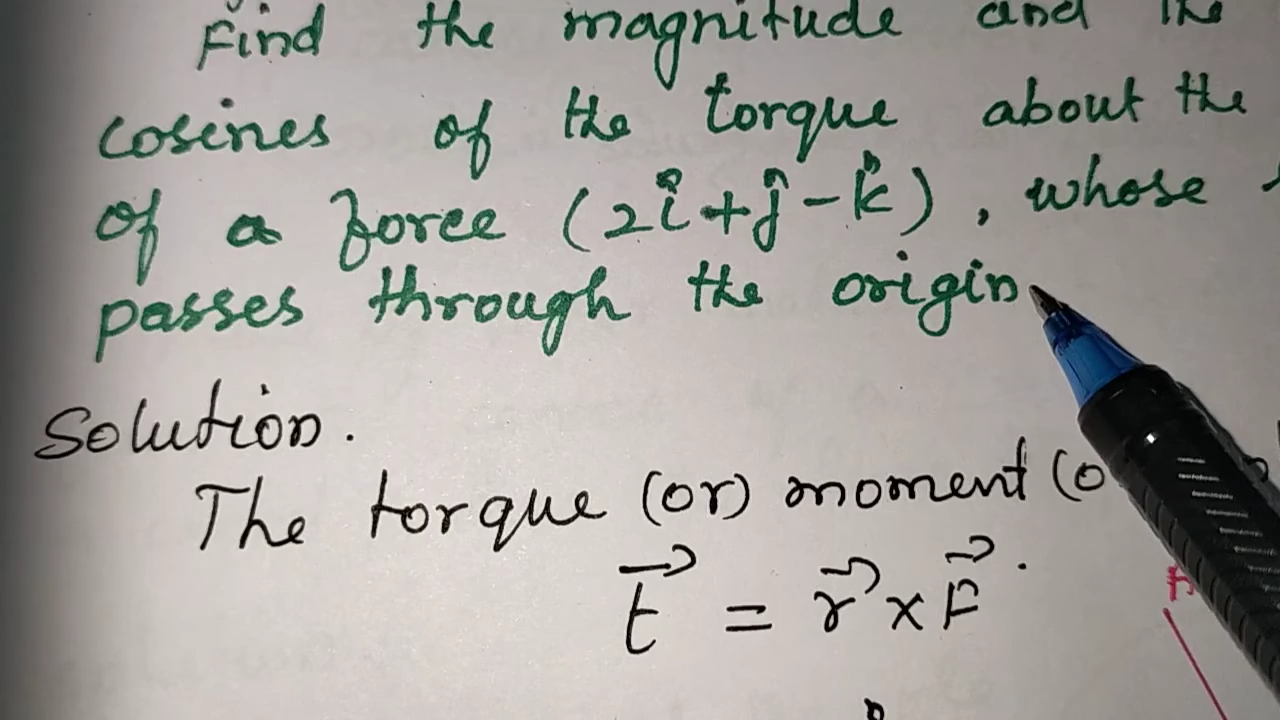 Find the magnitude and the
cosines of the torque about the
of a force (2î + ĵ - k̂), whose
passes through the origin
Solution.
The torque (or) moment (o
t⃗ = r⃗ × F⃗.